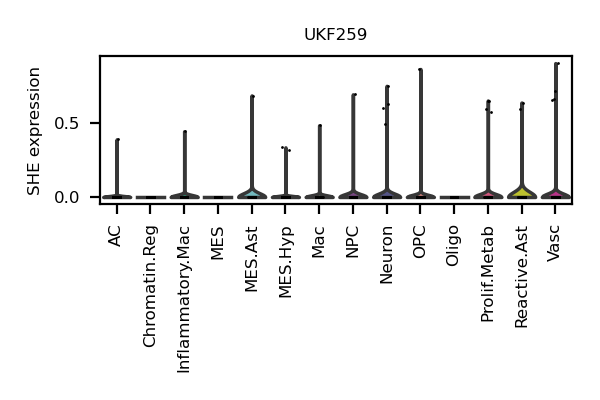 UKF259
SHE expression
0.5
0.0
AC
Chromatin.Reg
Inflammatory.Mac
MES
MES.Ast
MES.Hyp
Mac
NPC
Neuron
OPC
Oligo
Prolif.Metab
Reactive.Ast
Vasc